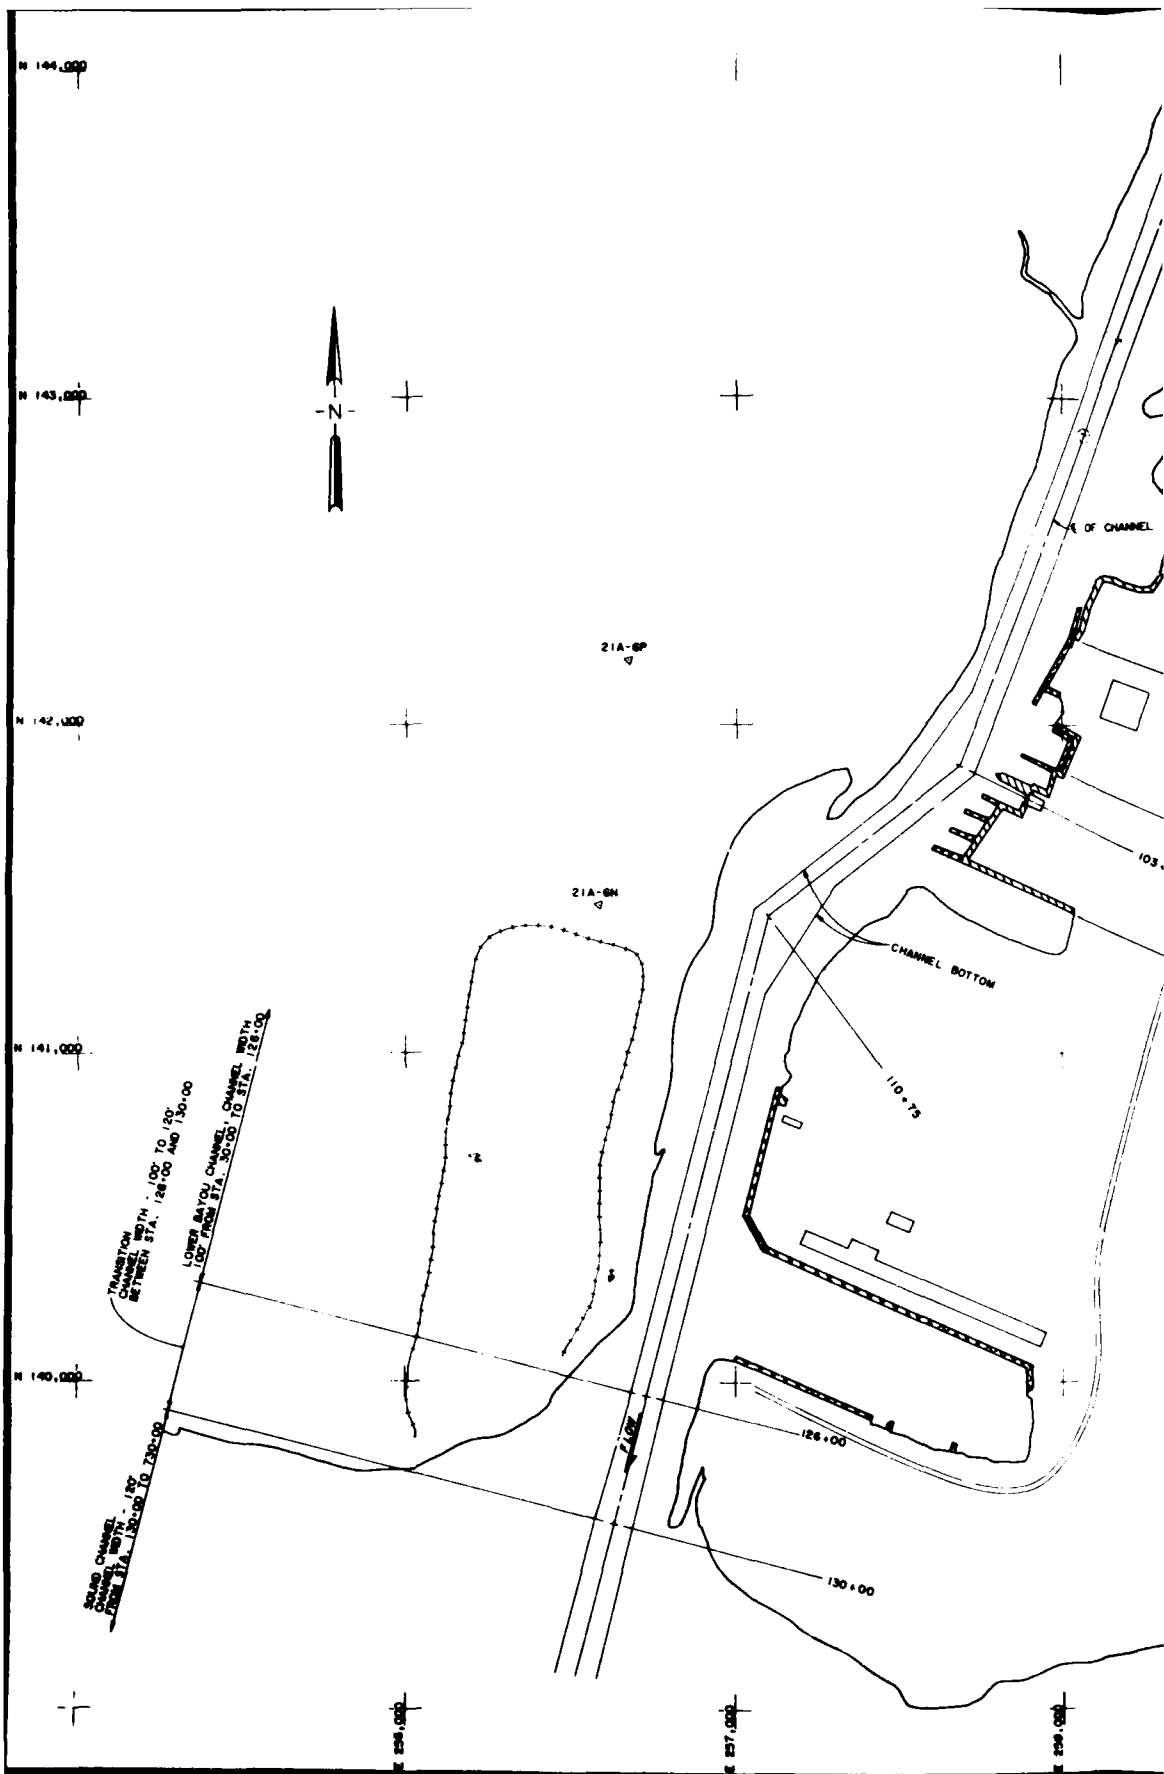 N 144,000
N 143,000
-N-
℄ OF CHANNEL
21A-6P
N 142,000
103
21A-6N
CHANNEL BOTTOM
N 141,000
110+75
TRANSITION
CHANNEL WIDTH - 100' TO 120'
BETWEEN STA. 126+00 AND 130+00
LOWER BAYOU CHANNEL, CHANNEL WIDTH
100' FROM STA. 30+00 TO STA. 126+00
N 140,000
FLOW
126+00
SOUND CHANNEL
CHANNEL WIDTH - 120'
FROM STA. 130+00 TO 730+00
130+00
E 256,000
E 257,000
E 258,000